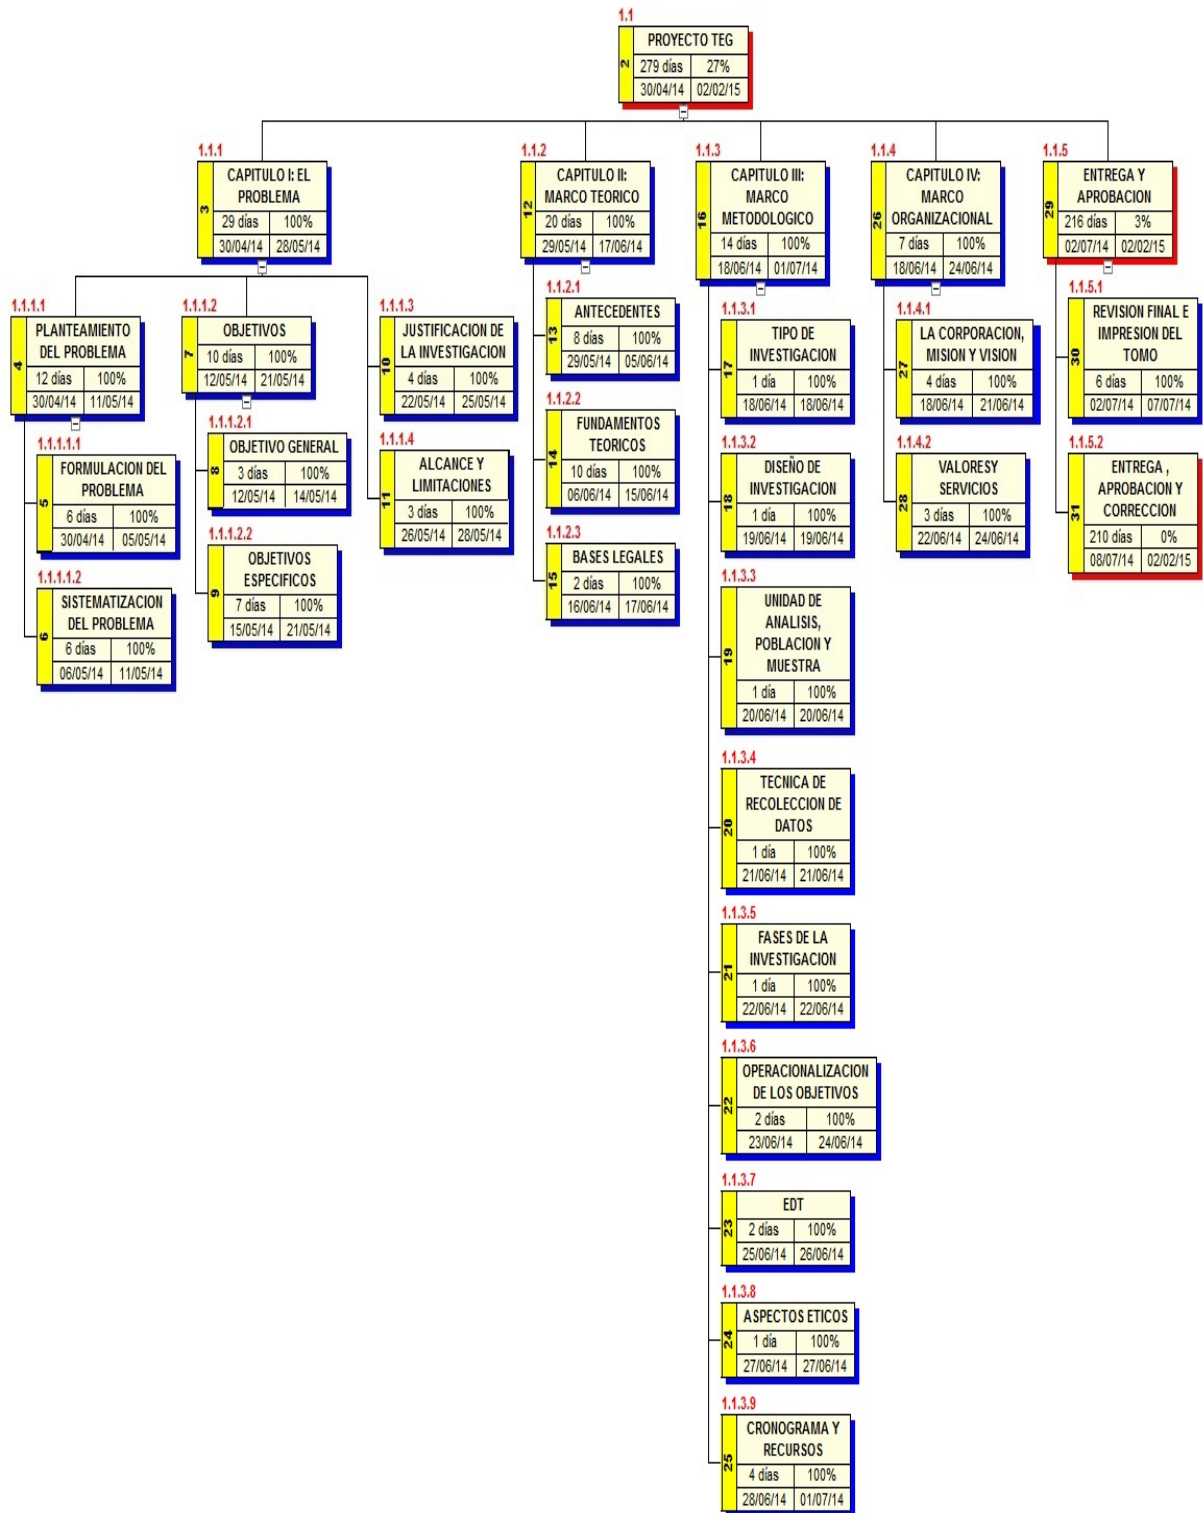 1.1
2
PROYECTO TEG
279 días 27%
30/04/14 02/02/15
1.1.1
3
CAPITULO I: EL
PROBLEMA
29 días 100%
30/04/14 28/05/14
1.1.1.1
4
PLANTEAMIENTO
DEL PROBLEMA
12 días 100%
30/04/14 11/05/14
1.1.1.1.1
5
FORMULACION DEL
PROBLEMA
6 días 100%
30/04/14 05/05/14
1.1.1.1.2
6
SISTEMATIZACION
DEL PROBLEMA
6 días 100%
06/05/14 11/05/14
1.1.1.2
7
OBJETIVOS
10 días 100%
12/05/14 21/05/14
1.1.1.2.1
8
OBJETIVO GENERAL
3 días 100%
12/05/14 14/05/14
1.1.1.2.2
9
OBJETIVOS
ESPECIFICOS
7 días 100%
15/05/14 21/05/14
1.1.1.3
10
JUSTIFICACION DE
LA INVESTIGACION
4 días 100%
22/05/14 25/05/14
1.1.1.4
11
ALCANCE Y
LIMITACIONES
3 días 100%
26/05/14 28/05/14
1.1.2
12
CAPITULO II:
MARCO TEORICO
20 días 100%
29/05/14 17/06/14
1.1.2.1
13
ANTECEDENTES
8 días 100%
29/05/14 05/06/14
1.1.2.2
14
FUNDAMENTOS
TEORICOS
10 días 100%
06/06/14 15/06/14
1.1.2.3
15
BASES LEGALES
2 días 100%
16/06/14 17/06/14
1.1.3
16
CAPITULO III:
MARCO
METODOLOGICO
14 días 100%
18/06/14 01/07/14
1.1.3.1
17
TIPO DE
INVESTIGACION
1 día 100%
18/06/14 18/06/14
1.1.3.2
18
DISEÑO DE
INVESTIGACION
1 día 100%
19/06/14 19/06/14
1.1.3.3
19
UNIDAD DE
ANALISIS,
POBLACION Y
MUESTRA
1 día 100%
20/06/14 20/06/14
1.1.3.4
20
TECNICA DE
RECOLECCION DE
DATOS
1 día 100%
21/06/14 21/06/14
1.1.3.5
21
FASES DE LA
INVESTIGACION
1 día 100%
22/06/14 22/06/14
1.1.3.6
22
OPERACIONALIZACION
DE LOS OBJETIVOS
2 días 100%
23/06/14 24/06/14
1.1.3.7
23
EDT
2 días 100%
25/06/14 26/06/14
1.1.3.8
24
ASPECTOS ETICOS
1 día 100%
27/06/14 27/06/14
1.1.3.9
25
CRONOGRAMA Y
RECURSOS
4 días 100%
28/06/14 01/07/14
1.1.4
26
CAPITULO IV:
MARCO
ORGANIZACIONAL
7 días 100%
18/06/14 24/06/14
1.1.4.1
27
LA CORPORACION,
MISION Y VISION
4 días 100%
18/06/14 21/06/14
1.1.4.2
28
VALORESY
SERVICIOS
3 días 100%
22/06/14 24/06/14
1.1.5
29
ENTREGA Y
APROBACION
216 días 3%
02/07/14 02/02/15
1.1.5.1
30
REVISION FINAL E
IMPRESION DEL
TOMO
6 días 100%
02/07/14 07/07/14
1.1.5.2
31
ENTREGA ,
APROBACION Y
CORRECCION
210 días 0%
08/07/14 02/02/15